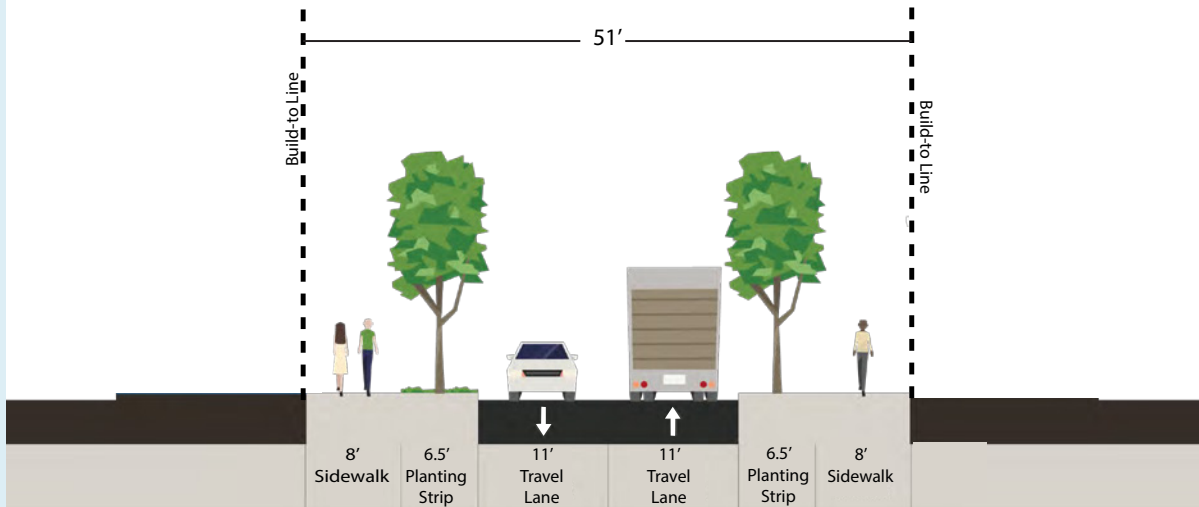 51’
Build-to Line
Build-to Line
8’
Sidewalk
6.5’
Planting
Strip
11’
Travel
Lane
11’
Travel
Lane
6.5’
Planting
Strip
8’
Sidewalk